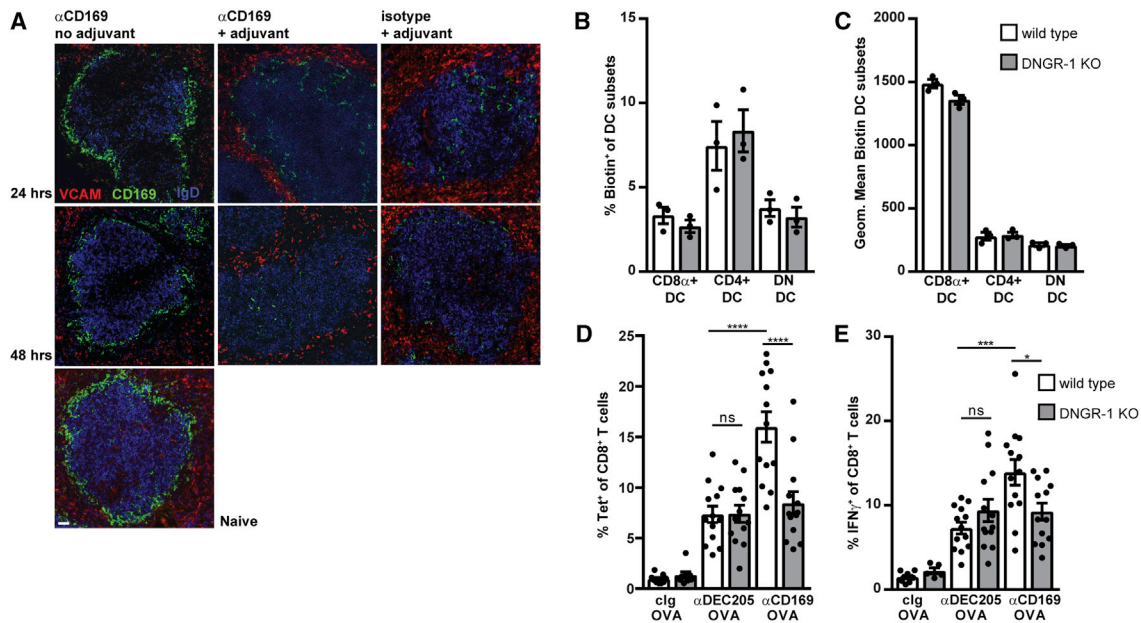 A
αCD169
no adjuvant
αCD169
+ adjuvant
isotype
+ adjuvant
VCAM CD169 IgD
24 hrs
48 hrs
Naive
B
% Biotin⁺ of DC subsets
15
10
5
0
CD8α+
DC
CD4+
DC
DN
DC
C
Geom. Mean Biotin DC subsets
2000
1500
1000
500
0
wild type
DNGR-1 KO
CD8α+
DC
CD4+
DC
DN
DC
D
% Tet⁺ of CD8⁺ T cells
25
20
15
10
5
0
****
****
ns
cIg
OVA
αDEC205
OVA
αCD169
OVA
E
% IFNγ⁺ of CD8⁺ T cells
30
20
10
0
***
*
ns
wild type
DNGR-1 KO
cIg
OVA
αDEC205
OVA
αCD169
OVA